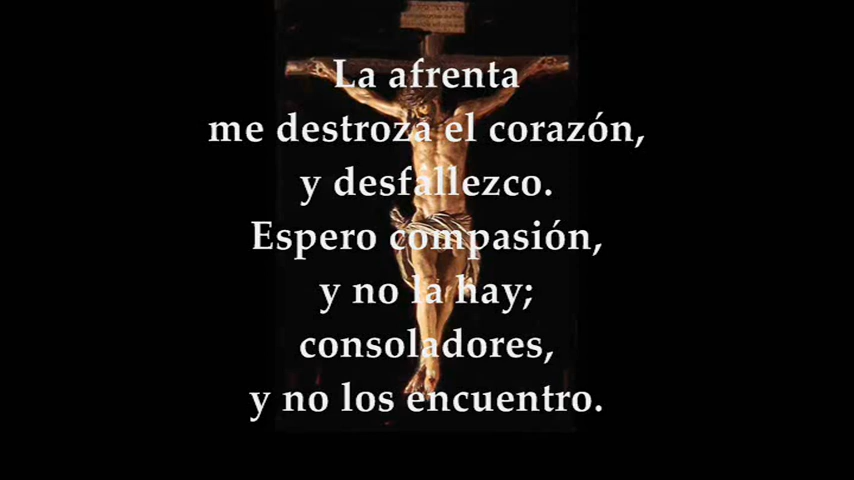 La afrenta
me destroza el corazón,
y desfallezco.
Espero compasión,
y no la hay;
consoladores,
y no los encuentro.